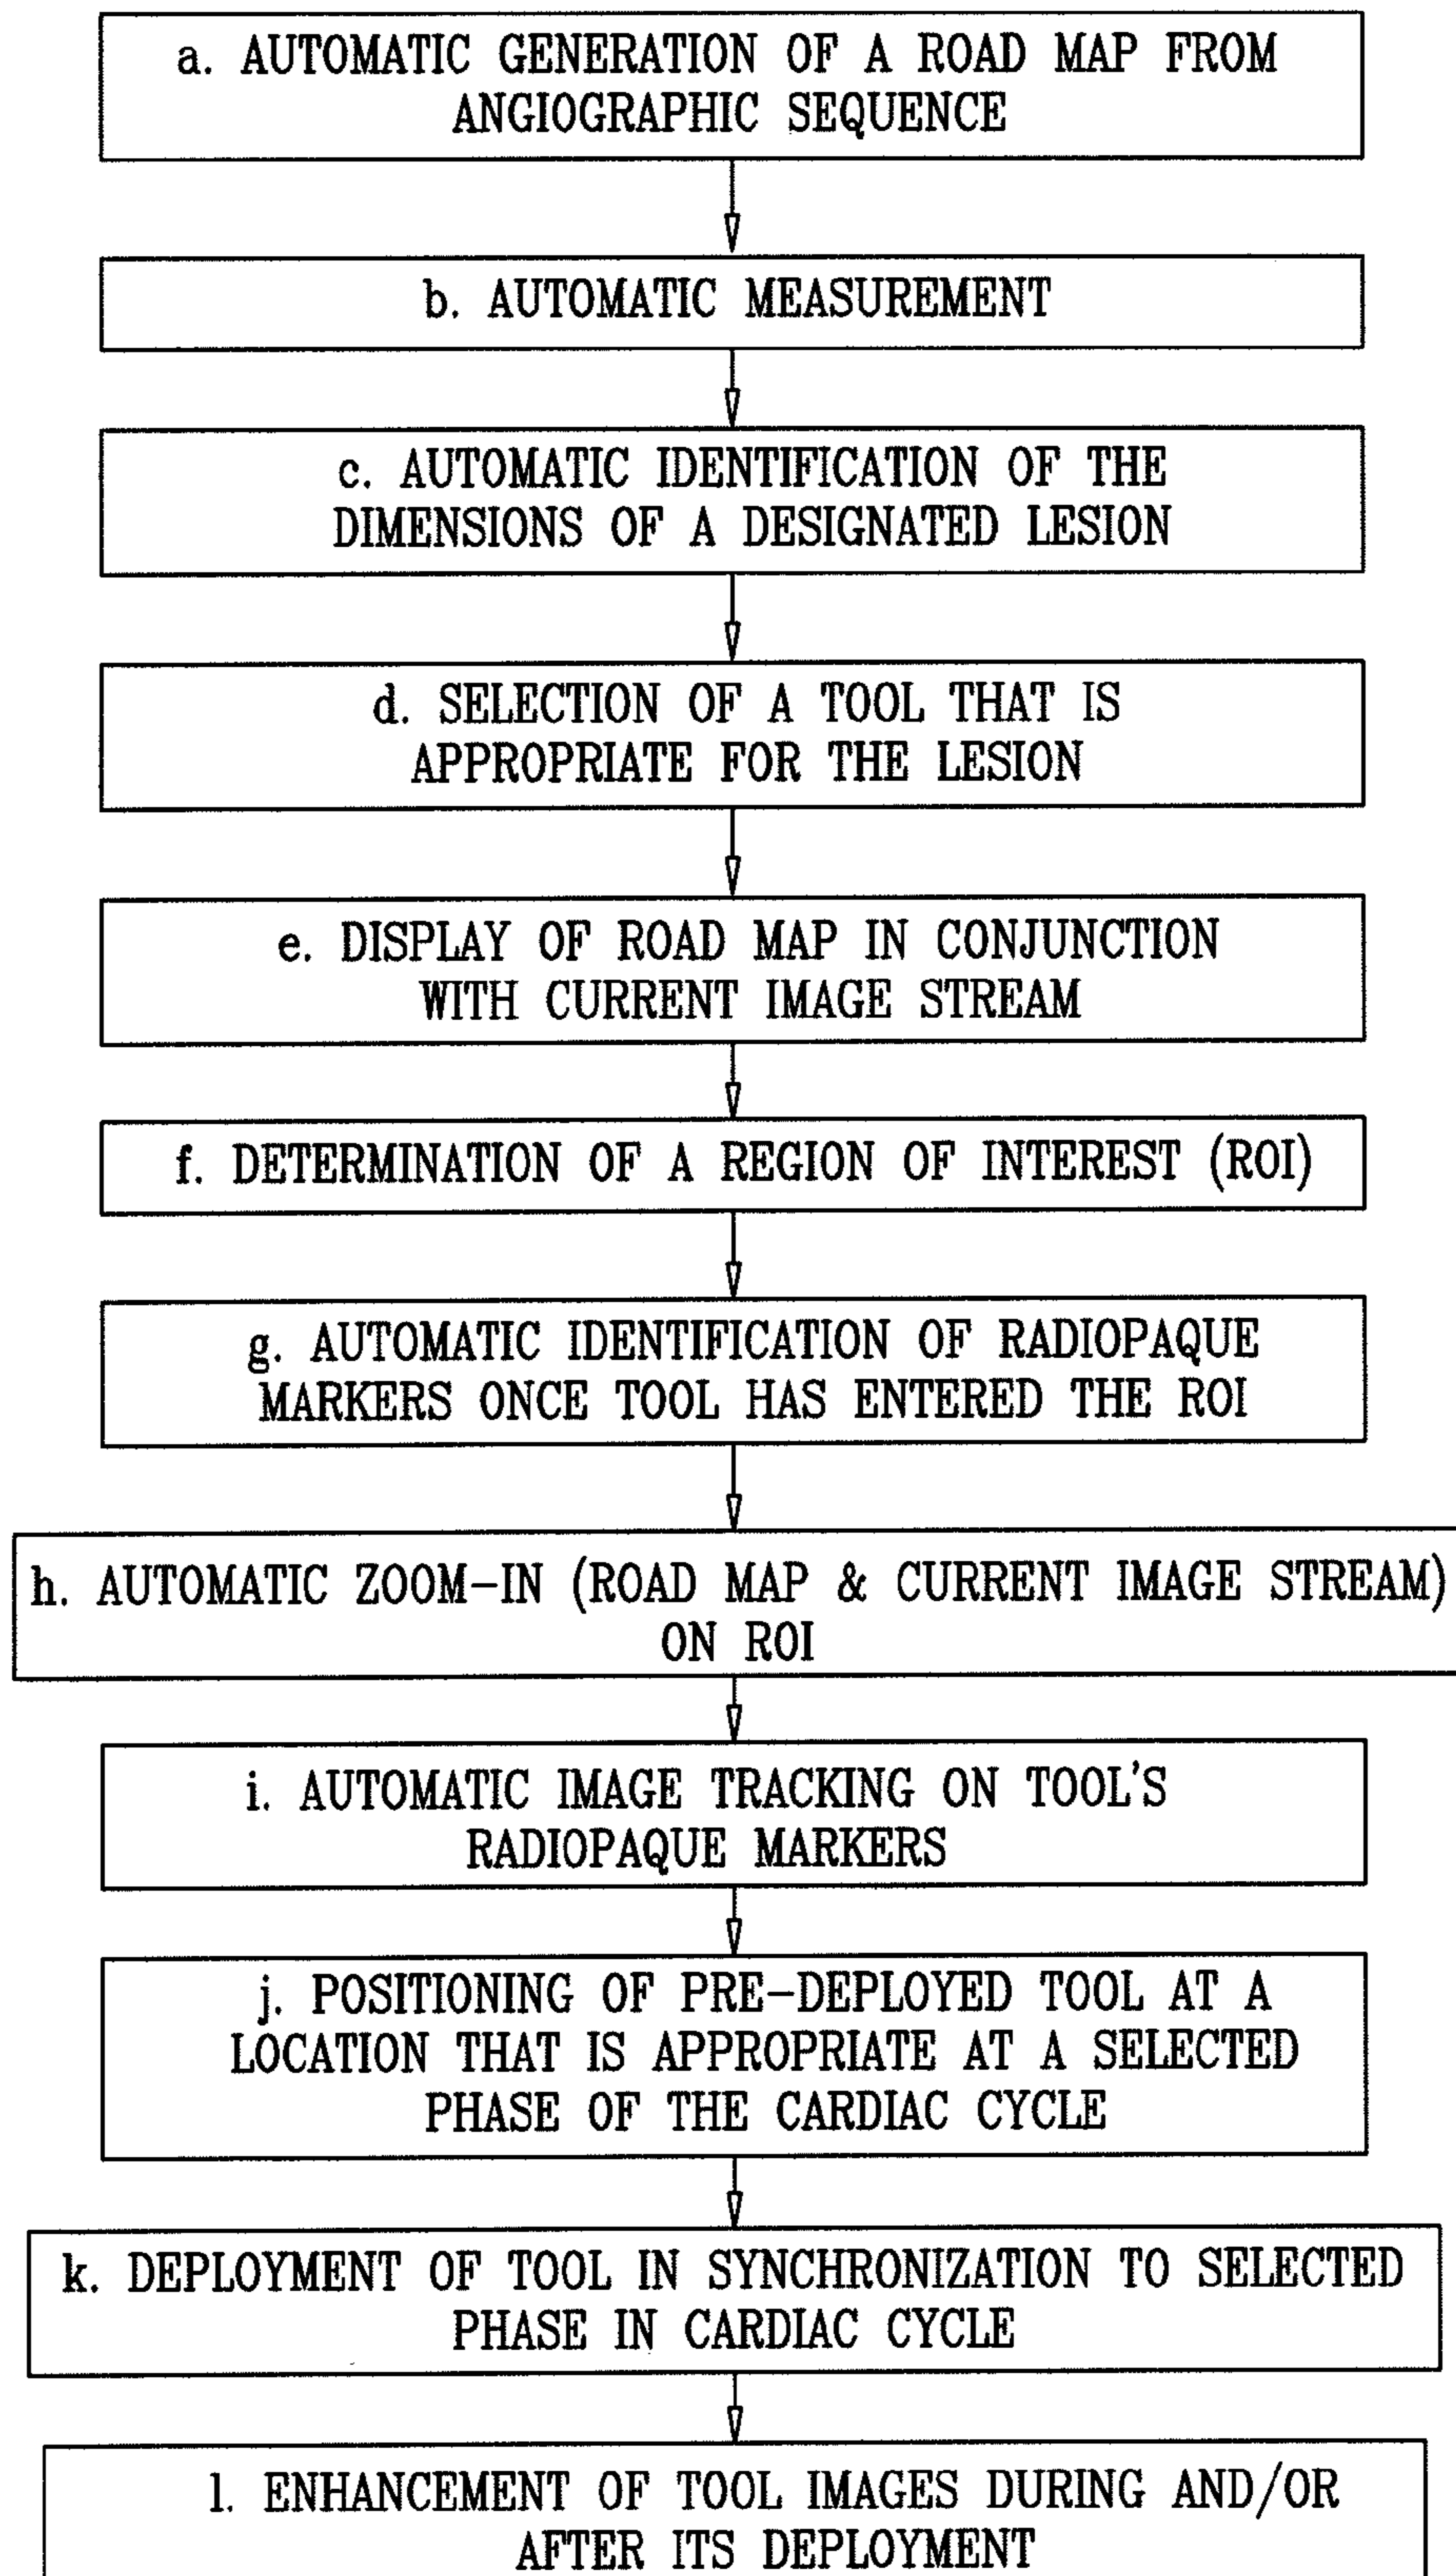 a. AUTOMATIC GENERATION OF A ROAD MAP FROM
ANGIOGRAPHIC SEQUENCE
b. AUTOMATIC MEASUREMENT
c. AUTOMATIC IDENTIFICATION OF THE
DIMENSIONS OF A DESIGNATED LESION
d. SELECTION OF A TOOL THAT IS
APPROPRIATE FOR THE LESION
e. DISPLAY OF ROAD MAP IN CONJUNCTION
WITH CURRENT IMAGE STREAM
f. DETERMINATION OF A REGION OF INTEREST (ROI)
g. AUTOMATIC IDENTIFICATION OF RADIOPAQUE
MARKERS ONCE TOOL HAS ENTERED THE ROI
h. AUTOMATIC ZOOM-IN (ROAD MAP & CURRENT IMAGE STREAM)
ON ROI
i. AUTOMATIC IMAGE TRACKING ON TOOL'S
RADIOPAQUE MARKERS
j. POSITIONING OF PRE-DEPLOYED TOOL AT A
LOCATION THAT IS APPROPRIATE AT A SELECTED
PHASE OF THE CARDIAC CYCLE
k. DEPLOYMENT OF TOOL IN SYNCHRONIZATION TO SELECTED
PHASE IN CARDIAC CYCLE
l. ENHANCEMENT OF TOOL IMAGES DURING AND/OR
AFTER ITS DEPLOYMENT